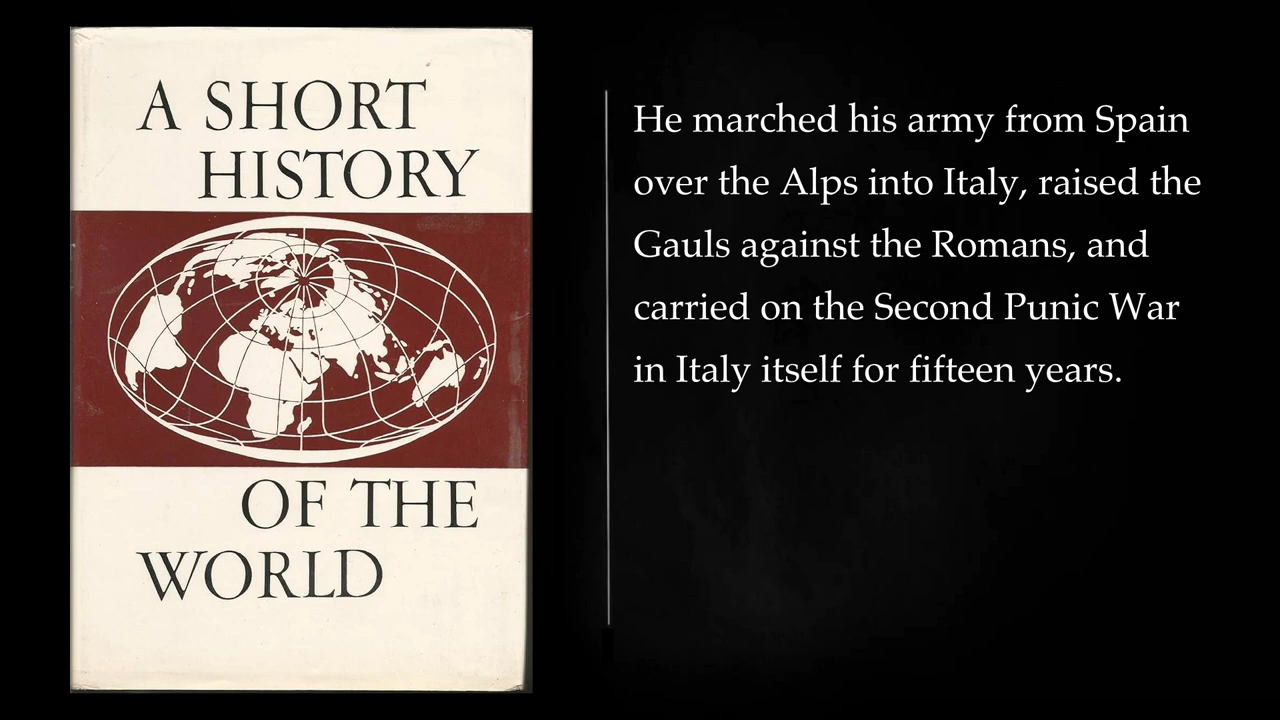 A SHORT
HISTORY
OF THE
WORLD
He marched his army from Spain
over the Alps into Italy, raised the
Gauls against the Romans, and
carried on the Second Punic War
in Italy itself for fifteen years.